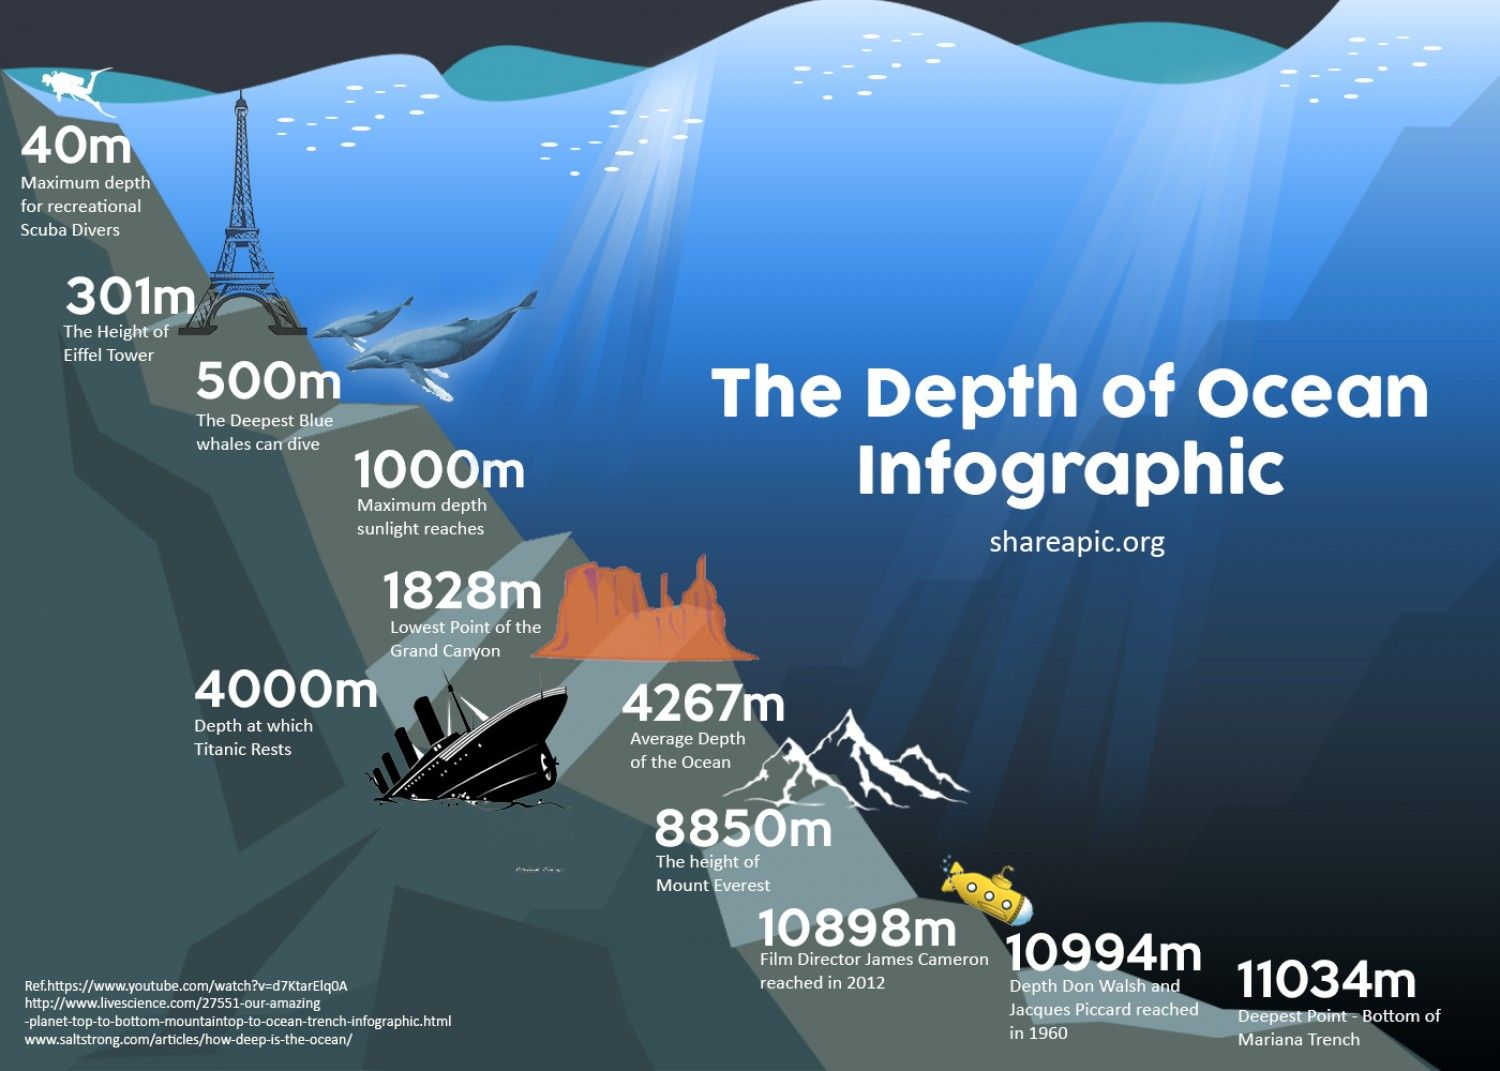 40m
Maximum depth
for recreational
Scuba Divers
301m
The Height of
Eiffel Tower
500m
The Deepest Blue
whales can dive
1000m
Maximum depth
sunlight reaches
The Depth of Ocean
Infographic
shareapic.org
1828m
Lowest Point of the
Grand Canyon
4000m
Depth at which
Titanic Rests
4267m
Average Depth
of the Ocean
8850m
The height of
Mount Everest
10898m
Film Director James Cameron
reached in 2012
10994m
Depth Don Walsh and
Jacques Piccard reached
in 1960
11034m
Deepest Point - Bottom of
Mariana Trench
Ref.https://www.youtube.com/watch?v=d7KtarElq0A
http://www.livescience.com/27551-our-amazing
-planet-top-to-bottom-mountaintop-to-ocean-trench-infographic.html
www.saltstrong.com/articles/how-deep-is-the-ocean/